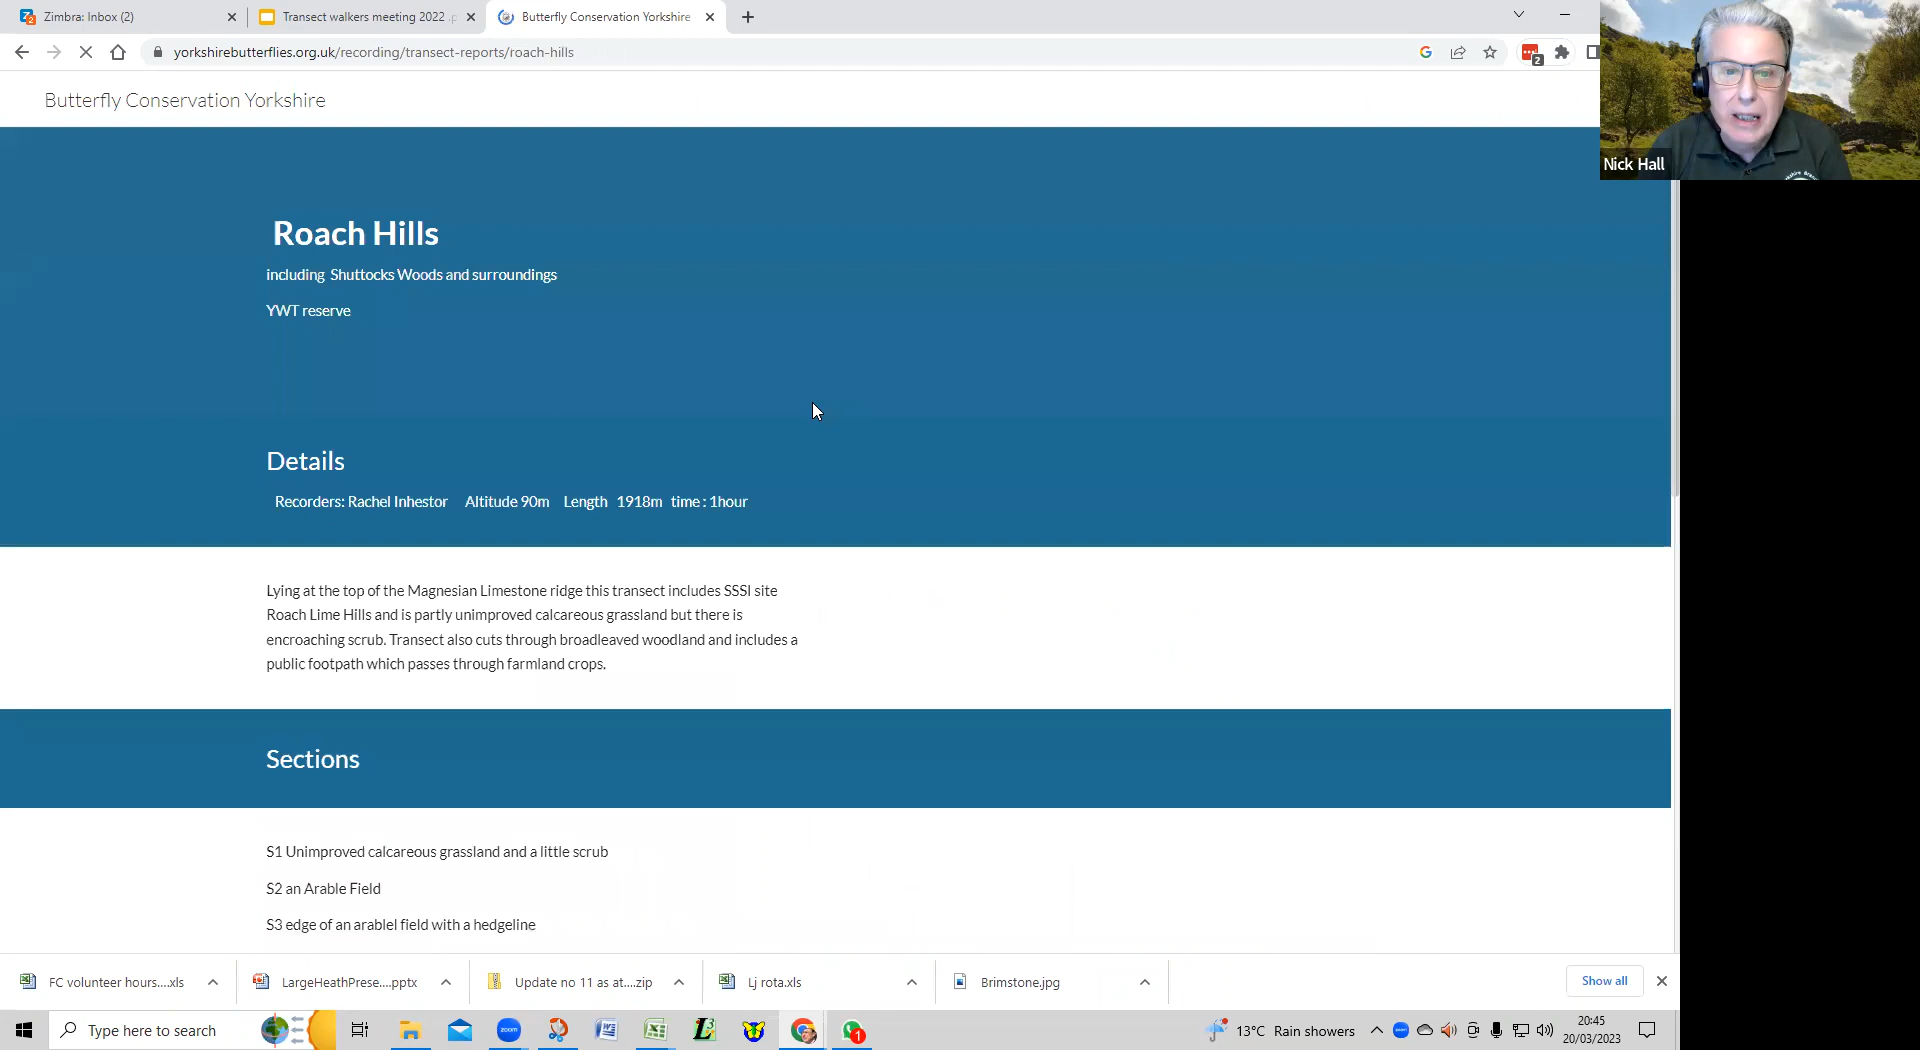 Zimbra: Inbox (2)
Transect walkers meeting 2022 .p
Butterfly Conservation Yorkshire
yorkshirebutterflies.org.uk/recording/transect-reports/roach-hills
2
Butterfly Conservation Yorkshire
Nick Hall
Roach Hills
including Shuttocks Woods and surroundings
YWT reserve
Details
Recorders: Rachel Inhestor Altitude 90m Length 1918m time : 1hour
Lying at the top of the Magnesian Limestone ridge this transect includes SSSI site
Roach Lime Hills and is partly unimproved calcareous grassland but there is
encroaching scrub. Transect also cuts through broadleaved woodland and includes a
public footpath which passes through farmland crops.
Sections
S1 Unimproved calcareous grassland and a little scrub
S2 an Arable Field
S3 edge of an arablel field with a hedgeline
FC volunteer hours....xls
LargeHeathPrese....pptx
Update no 11 as at....zip
Lj rota.xls
Brimstone.jpg
Show all
Type here to search
zoom
1
13°C Rain showers
20:45
20/03/2023